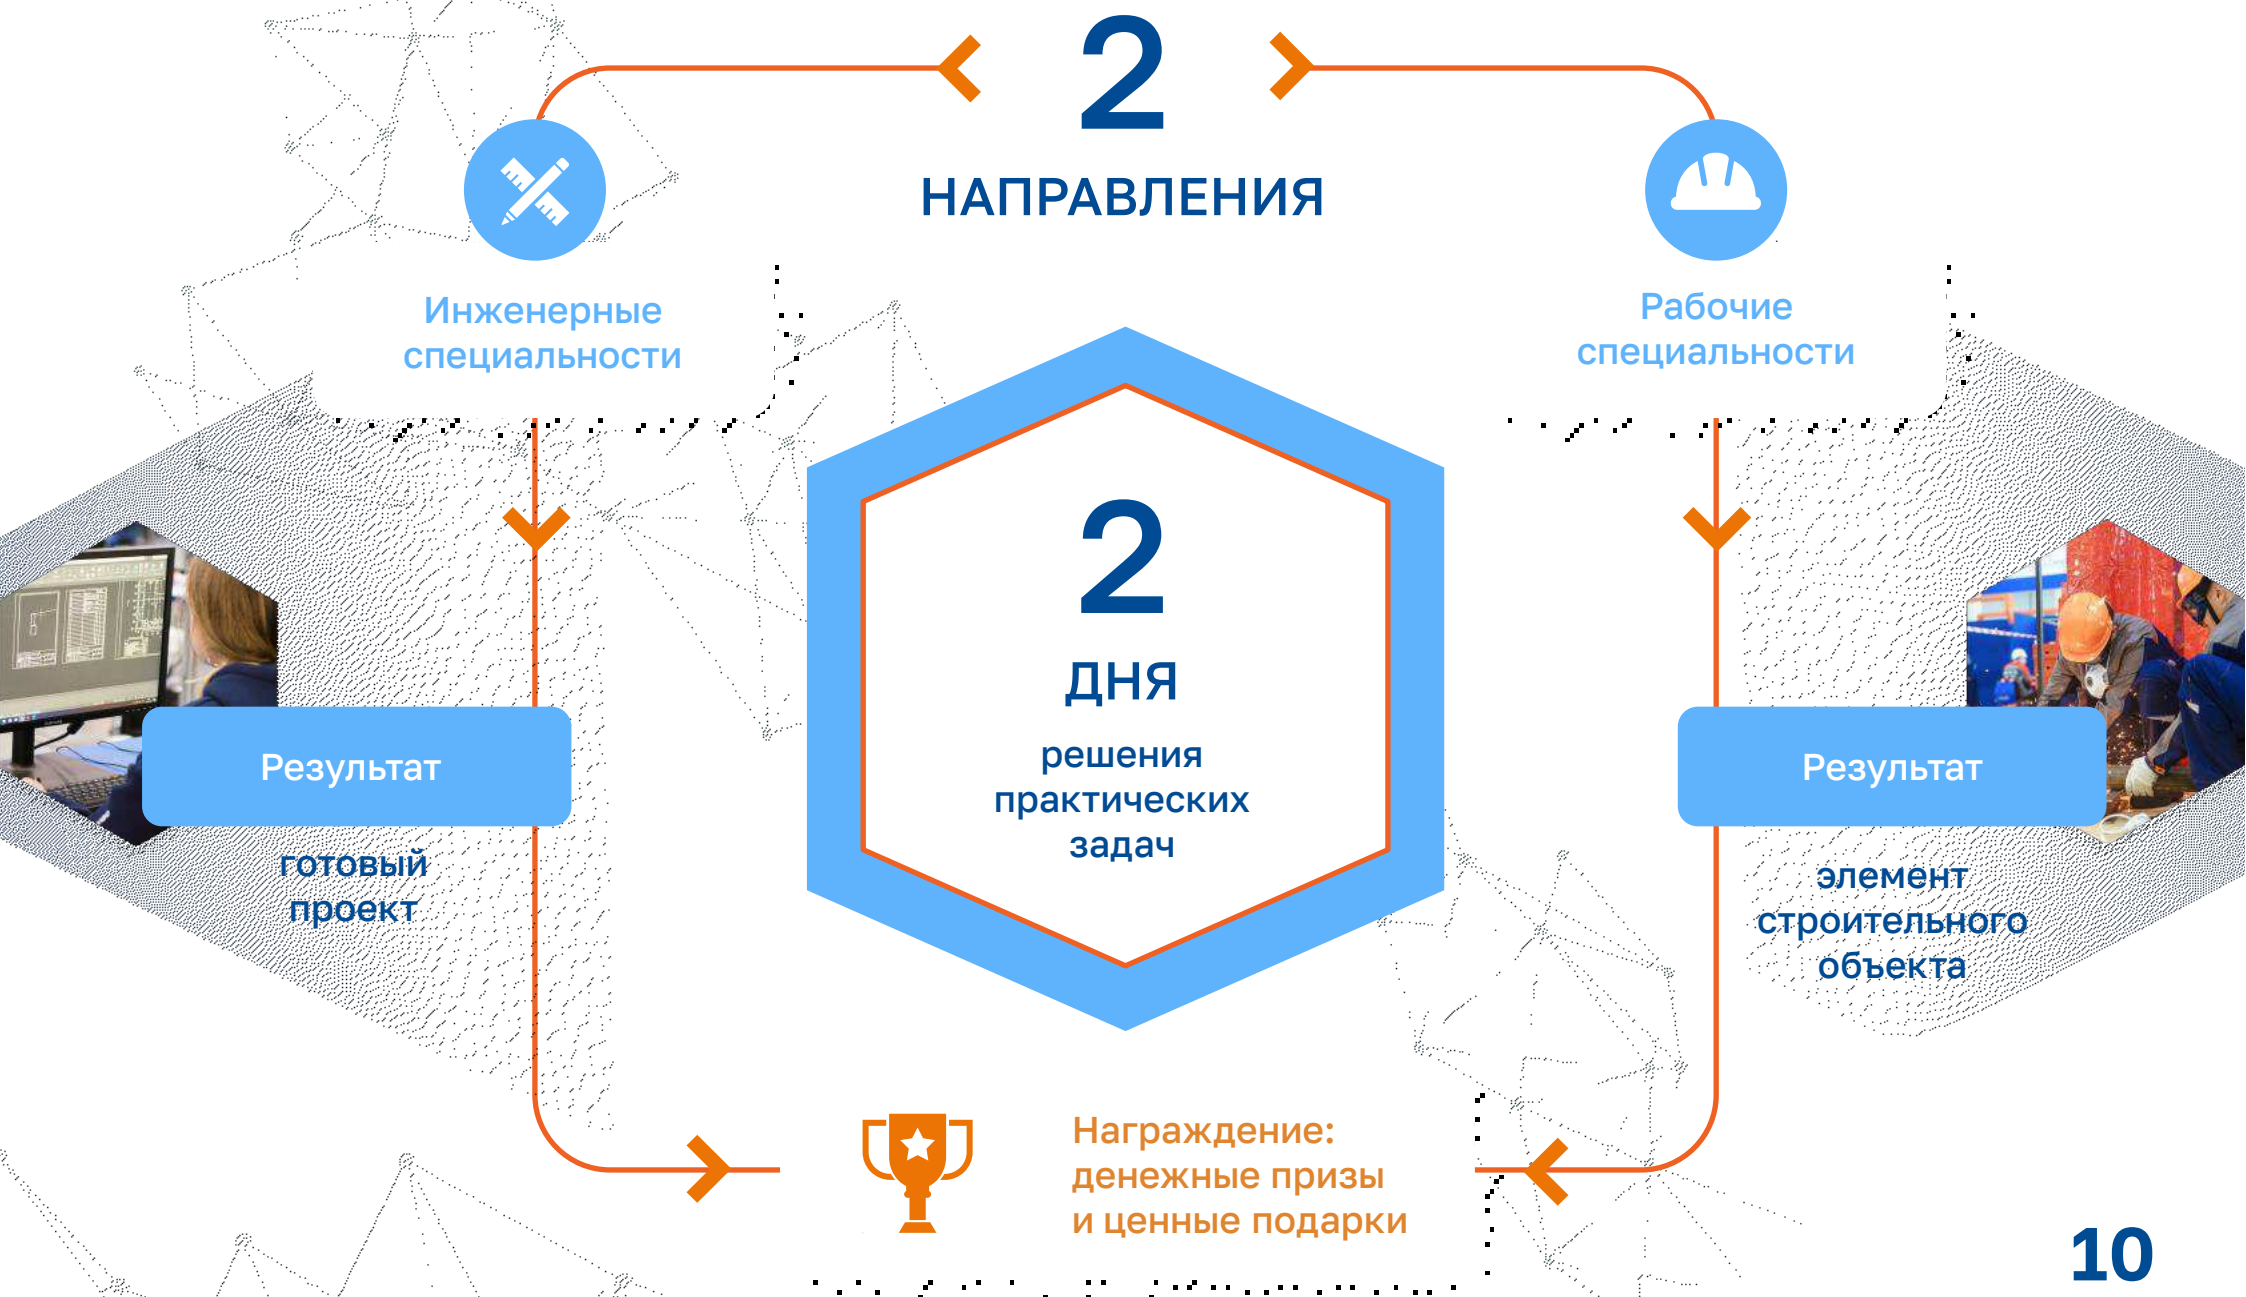 2
НАПРАВЛЕНИЯ
Инженерные
специальности
Рабочие
специальности
2
ДНЯ
решения
практических
задач
Результат
готовый
проект
Результат
элемент
строительного
объекта
Награждение:
денежные призы
и ценные подарки
10